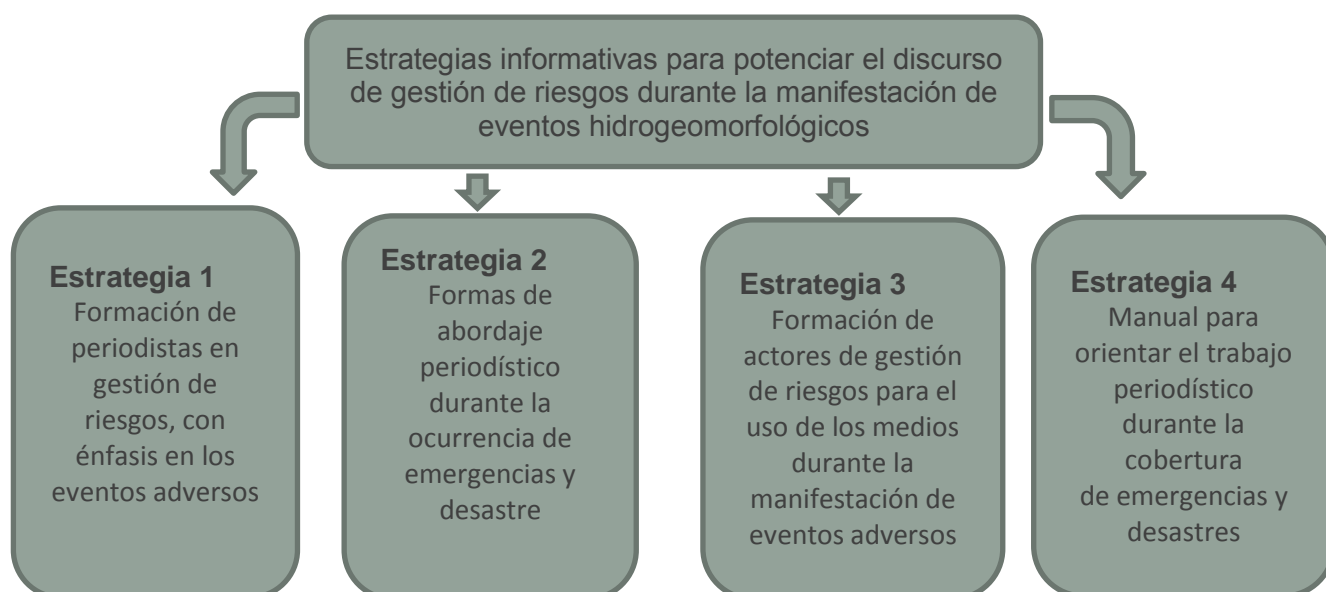 Estrategias informativas para potenciar el discurso
de gestión de riesgos durante la manifestación de
eventos hidrogeomorfológicos
Estrategia 1
Formación de
periodistas en
gestión de
riesgos, con
énfasis en los
eventos adversos
Estrategia 2
Formas de
abordaje
periodístico
durante la
ocurrencia de
emergencias y
desastre
Estrategia 3
Formación de
actores de gestión
de riesgos para el
uso de los medios
durante la
manifestación de
eventos adversos
Estrategia 4
Manual para
orientar el trabajo
periodístico
durante la
cobertura
de emergencias y
desastres